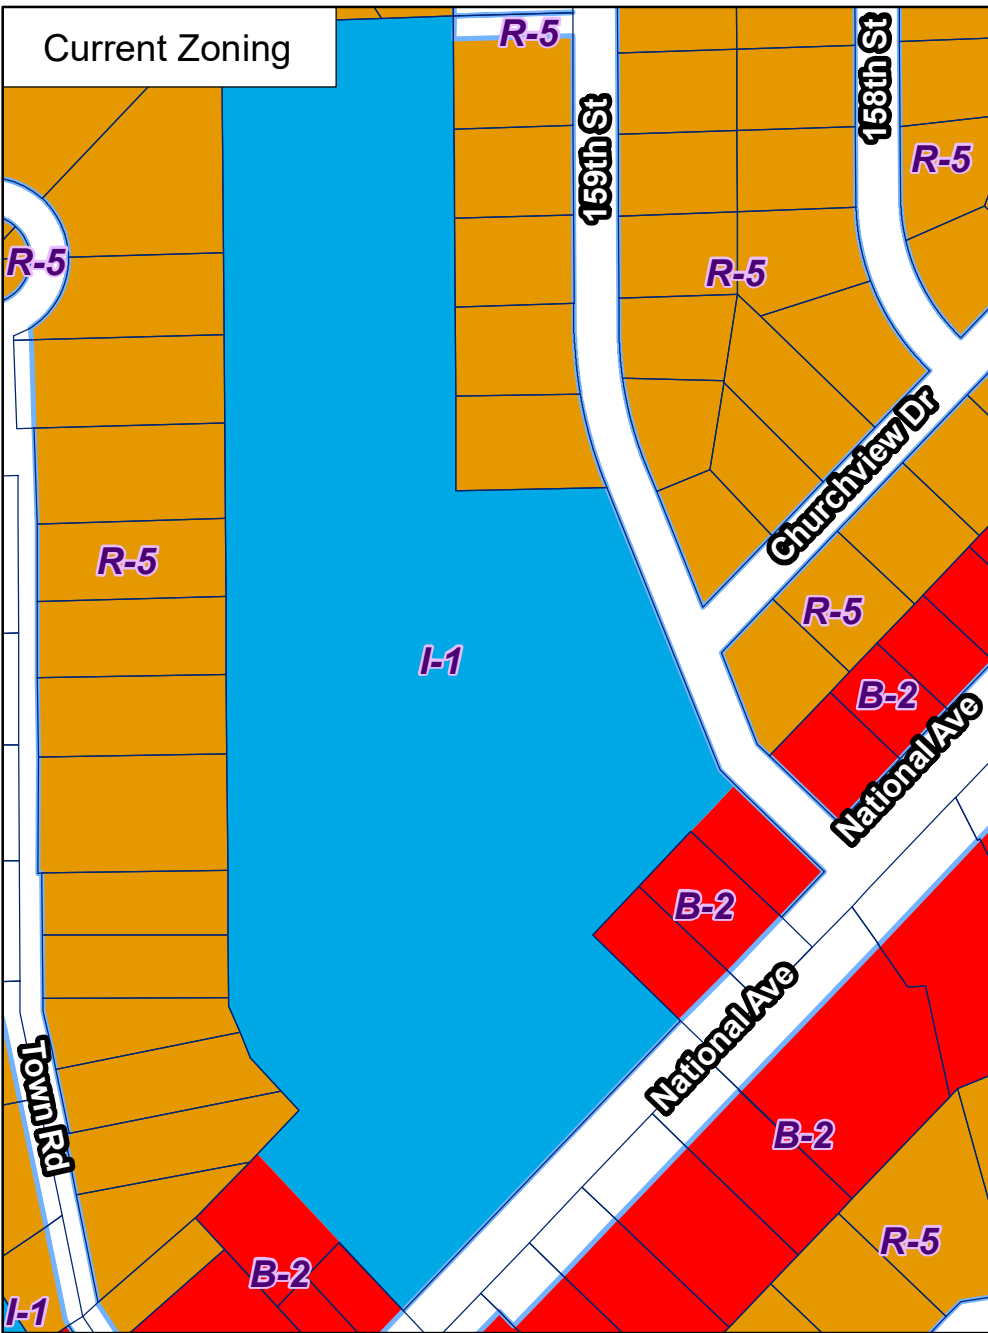 Current Zoning
R-5
158th St
159th St
R-5
R-5
R-5
Churchview Dr
R-5
R-5
I-1
B-2
National Ave
B-2
National Ave
Town Rd
B-2
R-5
B-2
I-1